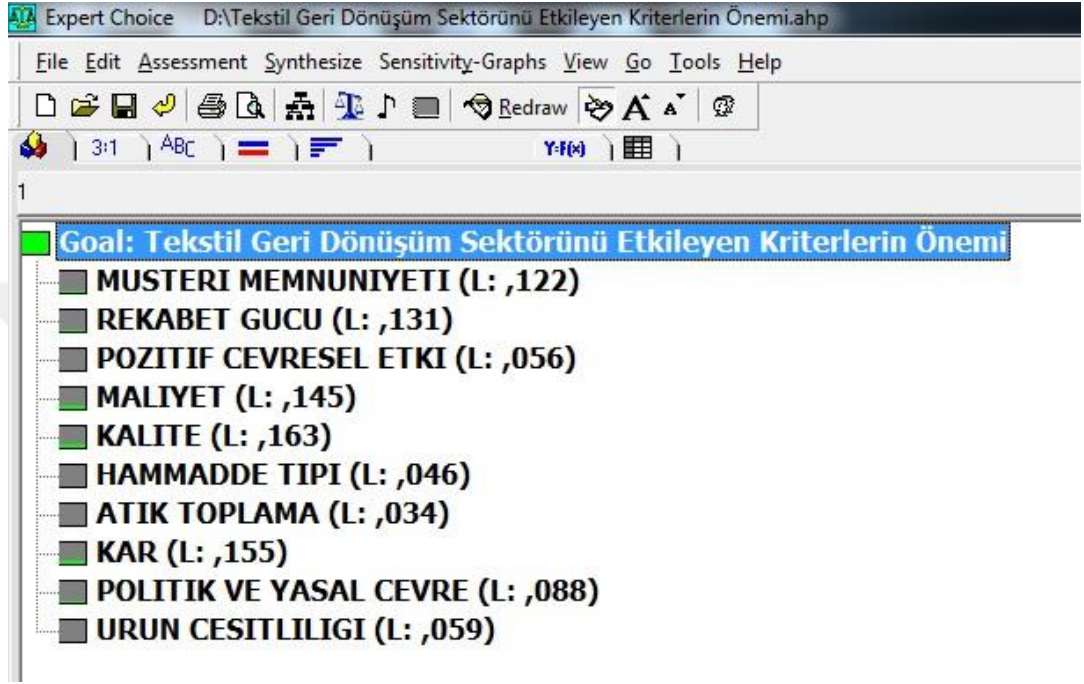 Expert Choice D:\Tekstil Geri Dönüşüm Sektörünü Etkileyen Kriterlerin Önemi.ahp
File Edit Assessment Synthesize Sensitivity-Graphs View Go Tools Help
Redraw A A
3:1 ABC Y=F(x)
1
Goal: Tekstil Geri Dönüşüm Sektörünü Etkileyen Kriterlerin Önemi
MUSTERI MEMNUNIYETI (L: ,122)
REKABET GUCU (L: ,131)
POZITIF CEVRESEL ETKI (L: ,056)
MALIYET (L: ,145)
KALITE (L: ,163)
HAMMADDE TIPI (L: ,046)
ATIK TOPLAMA (L: ,034)
KAR (L: ,155)
POLITIK VE YASAL CEVRE (L: ,088)
URUN CESITLILIGI (L: ,059)